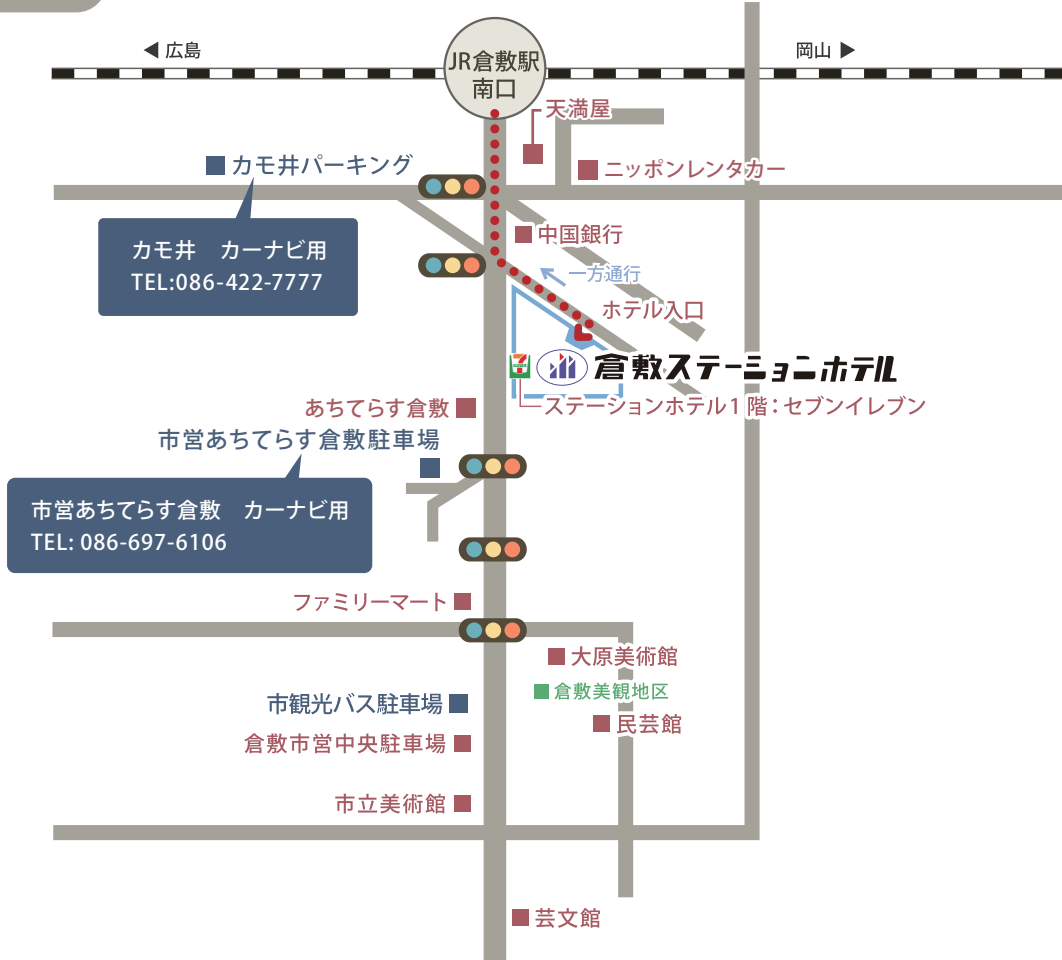 広島
岡山
JR倉敷駅
南口
天満屋
カモ井パーキング
ニッポンレンタカー
カモ井　カーナビ用
TEL:086-422-7777
中国銀行
一方通行
ホテル入口
倉敷ステーションホテル
ステーションホテル1階：セブンイレブン
あちてらす倉敷
市営あちてらす倉敷駐車場
市営あちてらす倉敷　カーナビ用
TEL: 086-697-6106
ファミリーマート
大原美術館
倉敷美観地区
市観光バス駐車場
民芸館
倉敷市営中央駐車場
市立美術館
芸文館